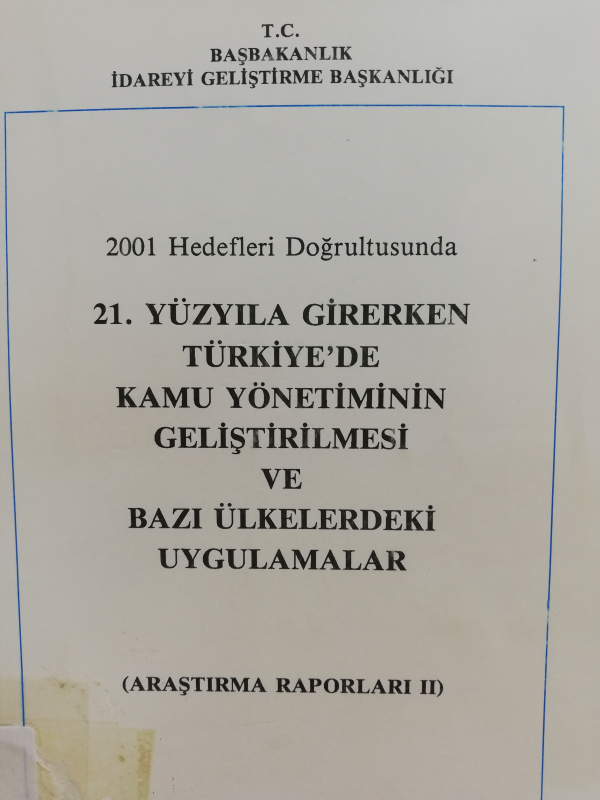 T.C.
BAŞBAKANLIK
İDAREYİ GELİŞTİRME BAŞKANLIĞI
2001 Hedefleri Doğrultusunda
21. YÜZYILA GİRERKEN
TÜRKİYE'DE
KAMU YÖNETİMİNİN
GELİŞTİRİLMESİ
VE
BAZI ÜLKELERDEKİ
UYGULAMALAR
(ARAŞTIRMA RAPORLARI II)